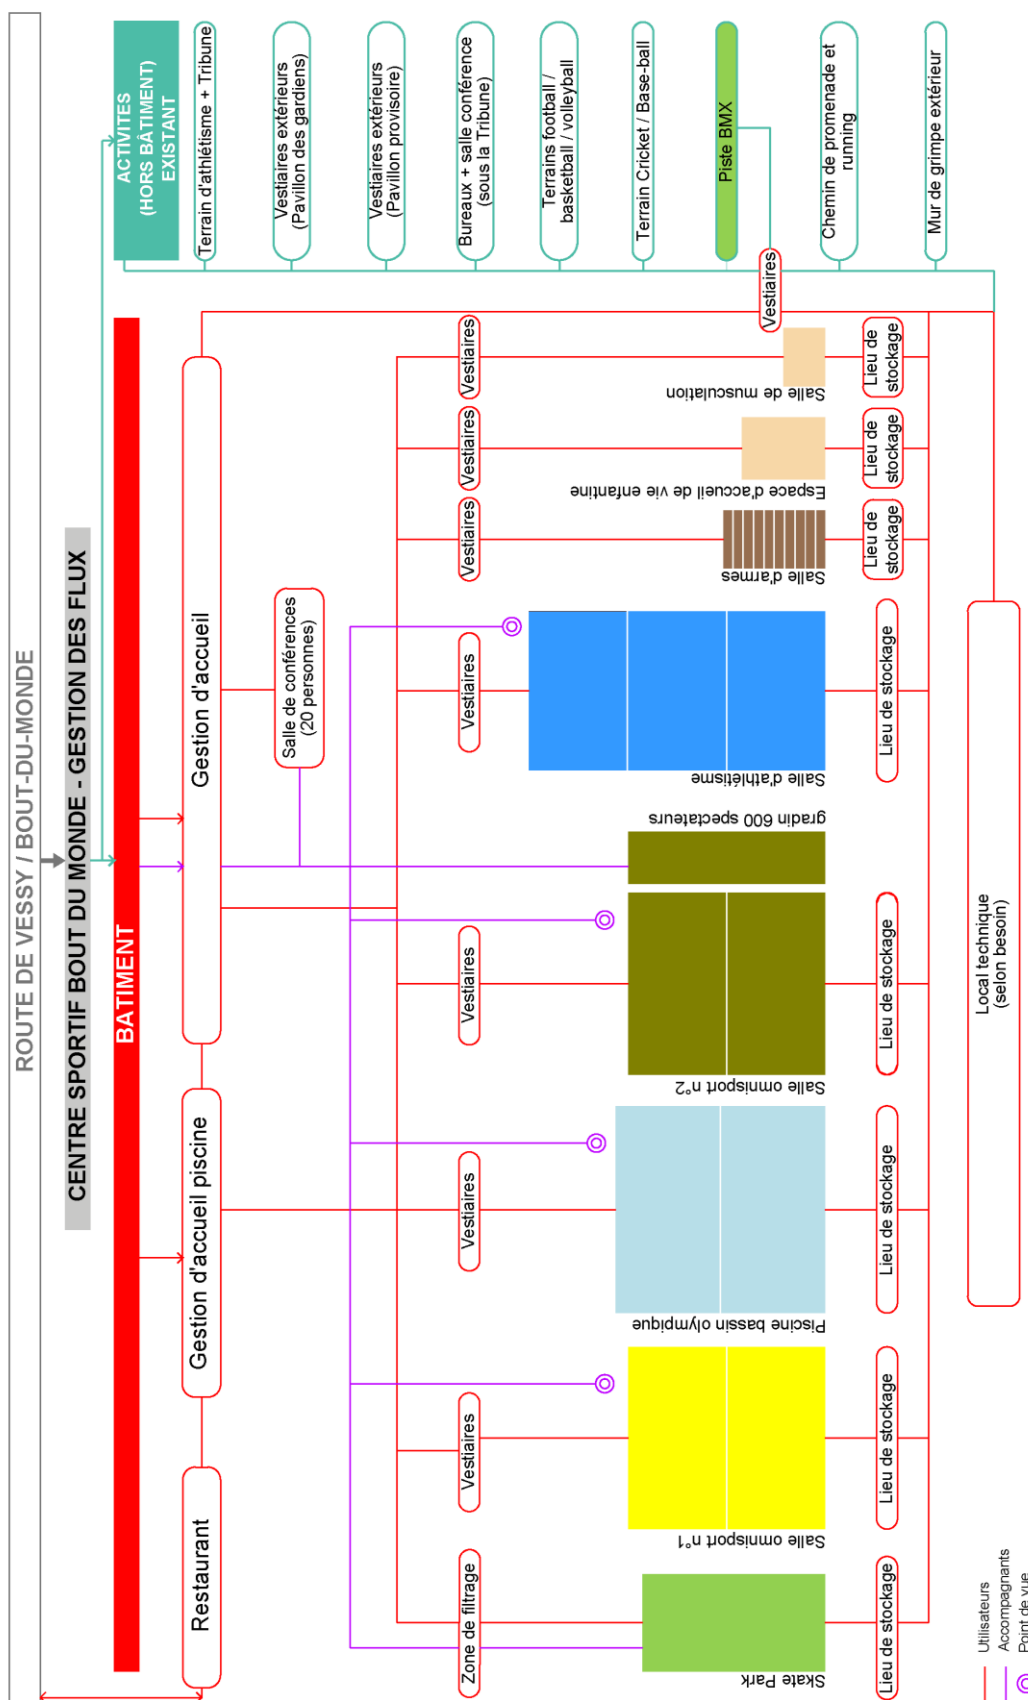 ROUTE DE VESSY / BOUT-DU-MONDE
CENTRE SPORTIF BOUT DU MONDE - GESTION DES FLUX
BATIMENT
ACTIVITES
(HORS BÂTIMENT)
EXISTANT
Restaurant
Gestion d'accueil piscine
Gestion d'accueil
Salle de conférences
(20 personnes)
Terrain d'athlétisme + Tribune
Vestiaires extérieurs
(Pavillon des gardiens)
Vestiaires extérieurs
(Pavillon provisoire)
Bureaux + salle conférence
(sous la Tribune)
Terrains football /
basketball / volleyball
Terrain Cricket / Base-ball
Piste BMX
Vestiaires
Chemin de promenade et
running
Mur de grimpe extérieur
Zone de filtrage
Vestiaires
Vestiaires
Vestiaires
Vestiaires
Vestiaires
Vestiaires
Vestiaires
Skate Park
Salle omnisport n°1
Piscine bassin olympique
Salle omnisport n°2
gradin 600 spectateurs
Salle d'athlétisme
Salle d'armes
Espace d'accueil de vie enfantine
Salle de musculation
Lieu de stockage
Lieu de stockage
Lieu de stockage
Lieu de stockage
Lieu de stockage
Lieu de
stockage
Lieu de
stockage
Lieu de
stockage
Local technique
(selon besoin)
Utilisateurs
Accompagnants
Point de vue